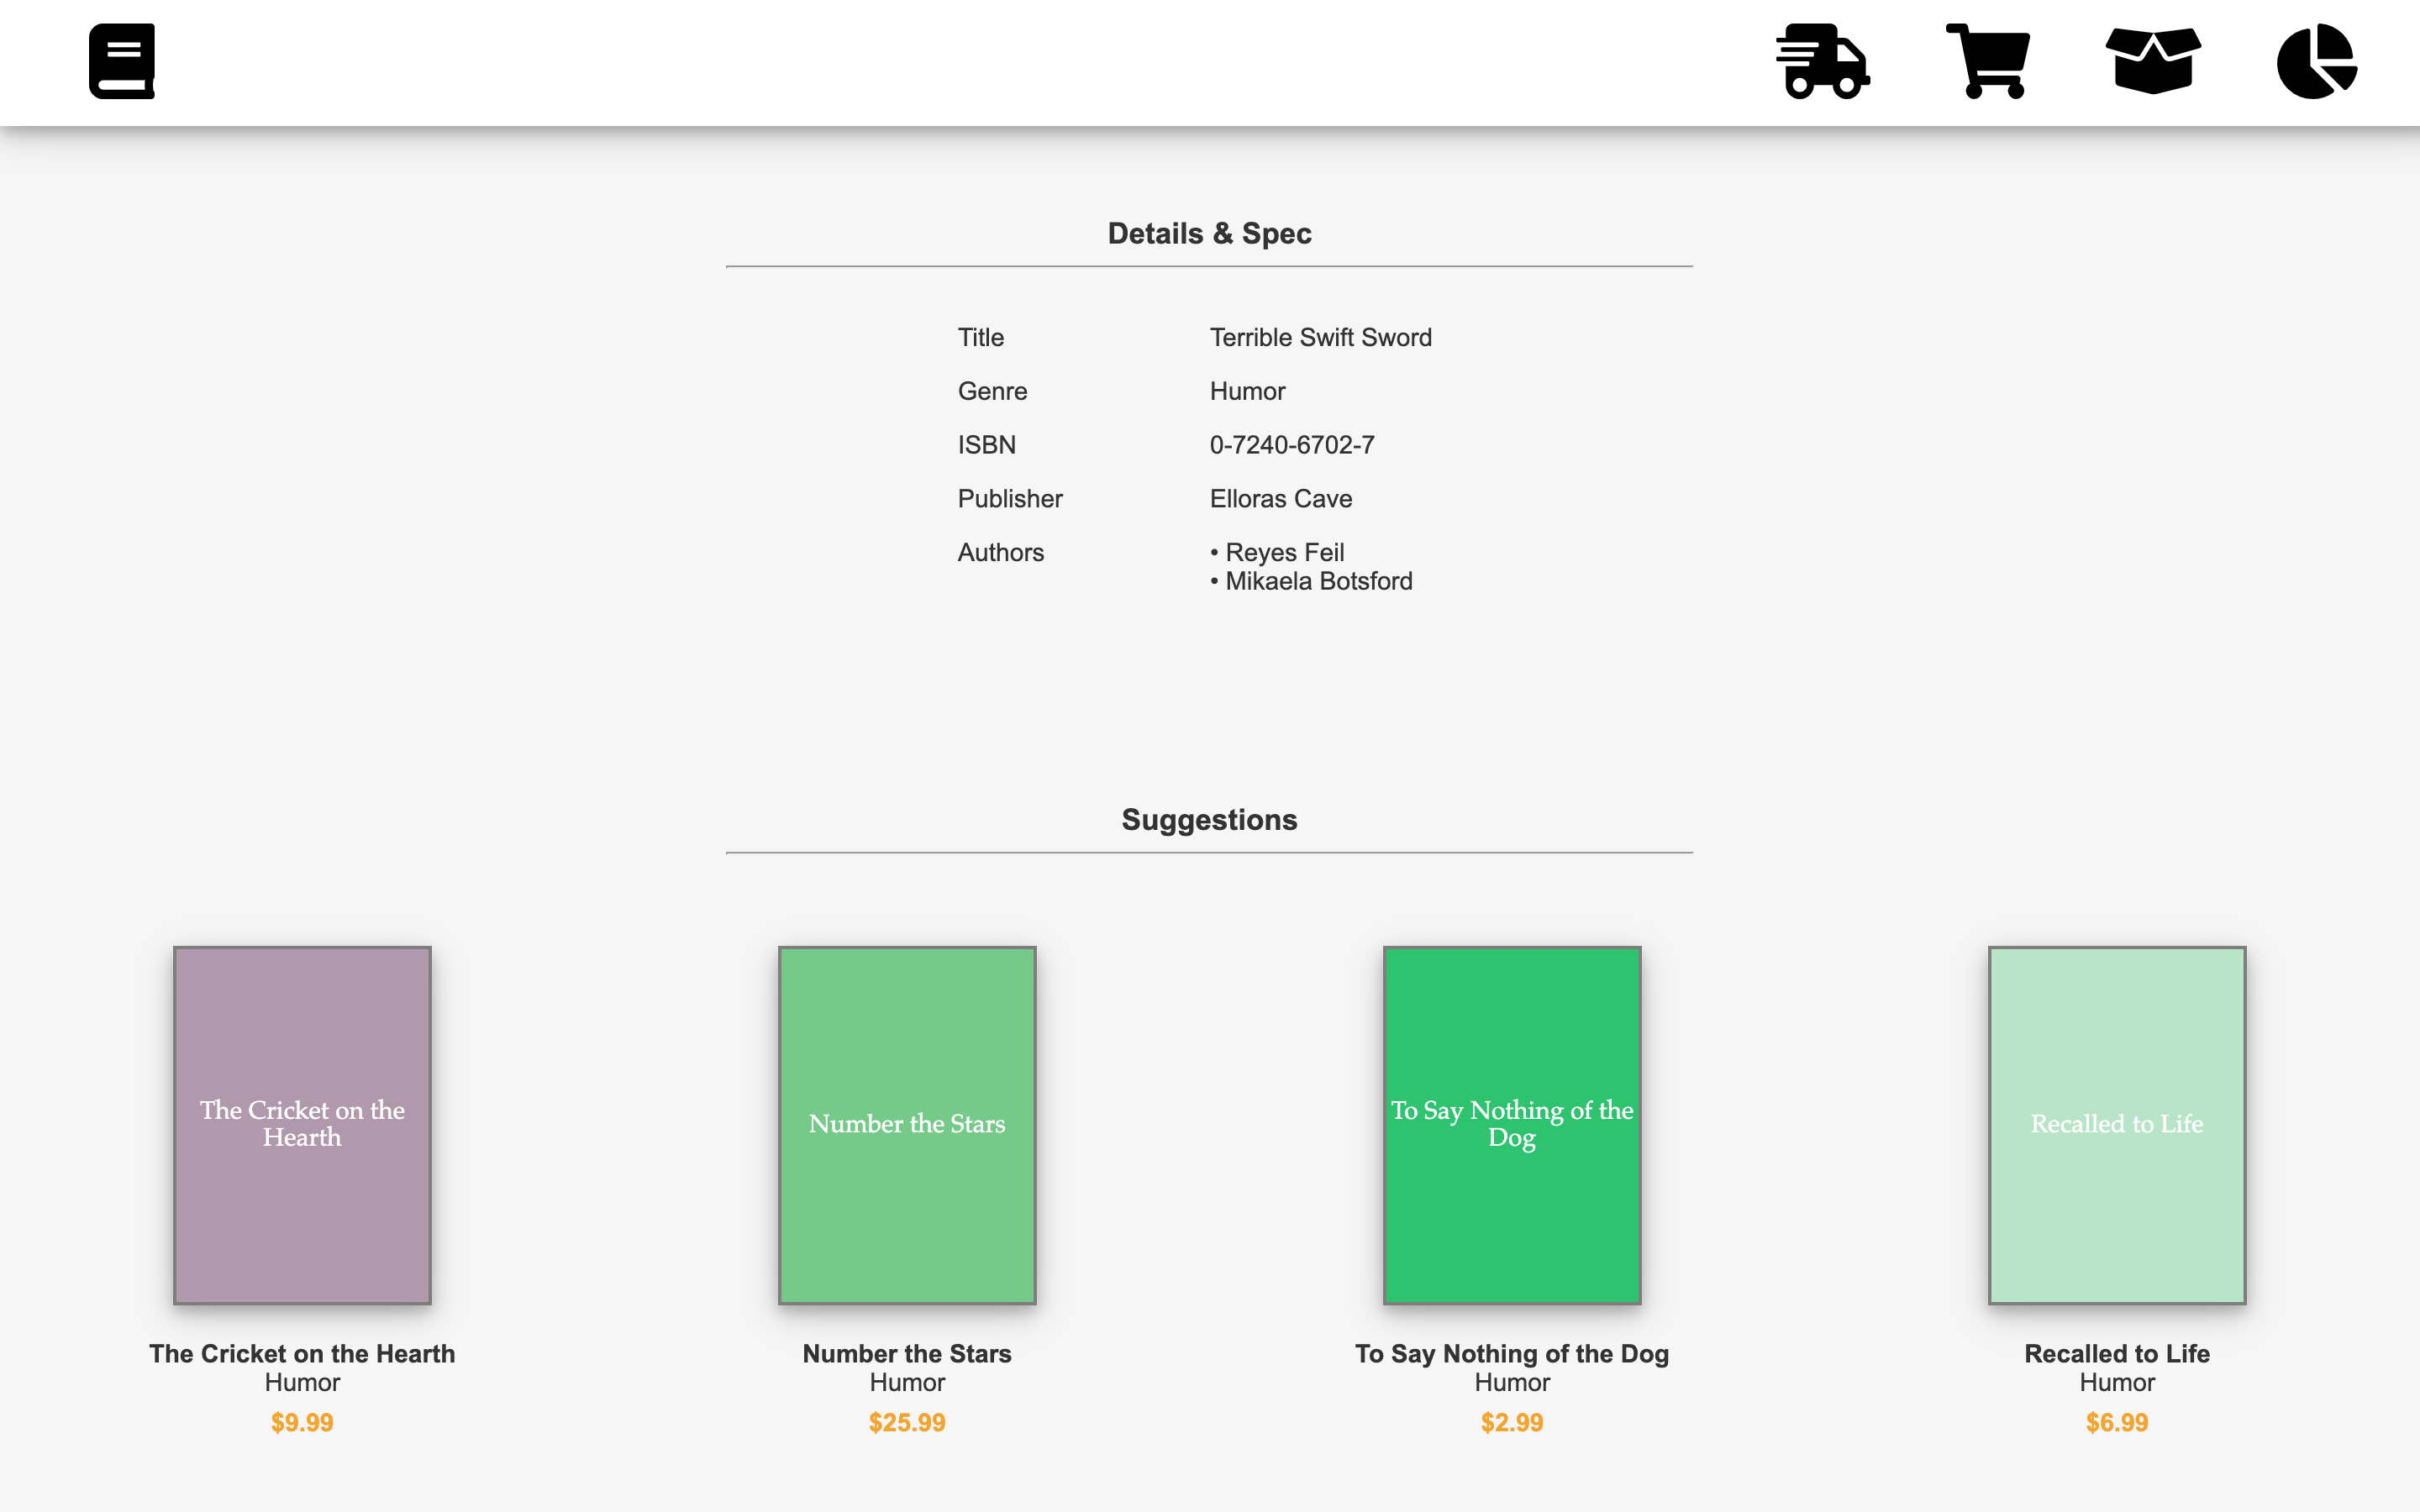 Details & Spec
Title Terrible Swift Sword
Genre Humor
ISBN 0-7240-6702-7
Publisher Elloras Cave
Authors • Reyes Feil
• Mikaela Botsford
Suggestions
The Cricket on the
Hearth
Number the Stars
To Say Nothing of the
Dog
Recalled to Life
The Cricket on the Hearth
Humor
$9.99
Number the Stars
Humor
$25.99
To Say Nothing of the Dog
Humor
$2.99
Recalled to Life
Humor
$6.99